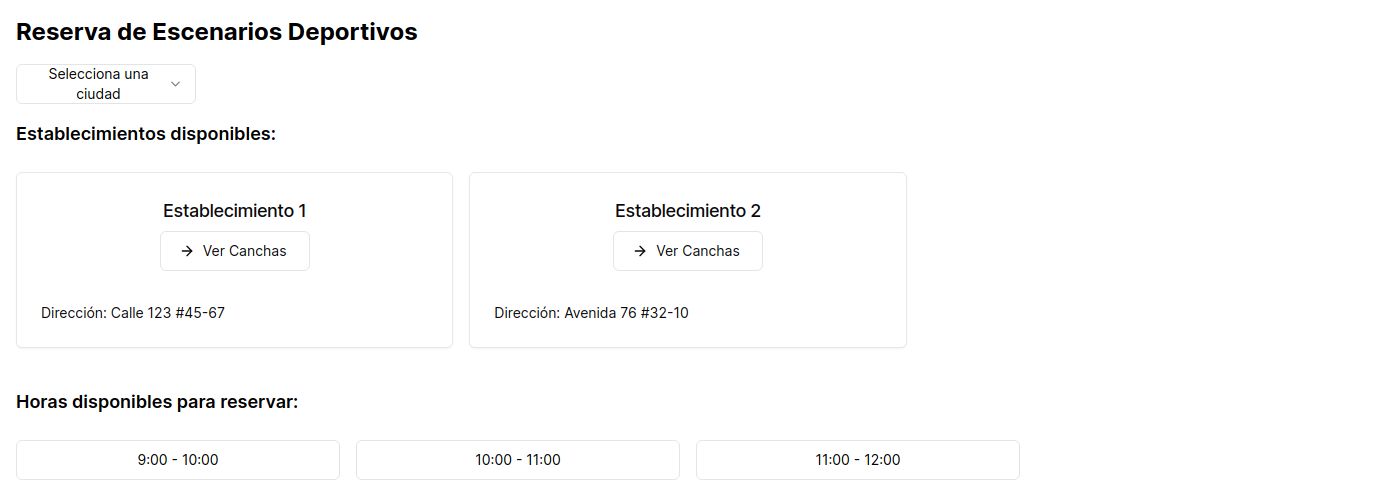 Reserva de Escenarios Deportivos
Selecciona una
ciudad
Establecimientos disponibles:
Establecimiento 1
Ver Canchas
Dirección: Calle 123 #45-67
Establecimiento 2
Ver Canchas
Dirección: Avenida 76 #32-10
Horas disponibles para reservar:
9:00 - 10:00
10:00 - 11:00
11:00 - 12:00